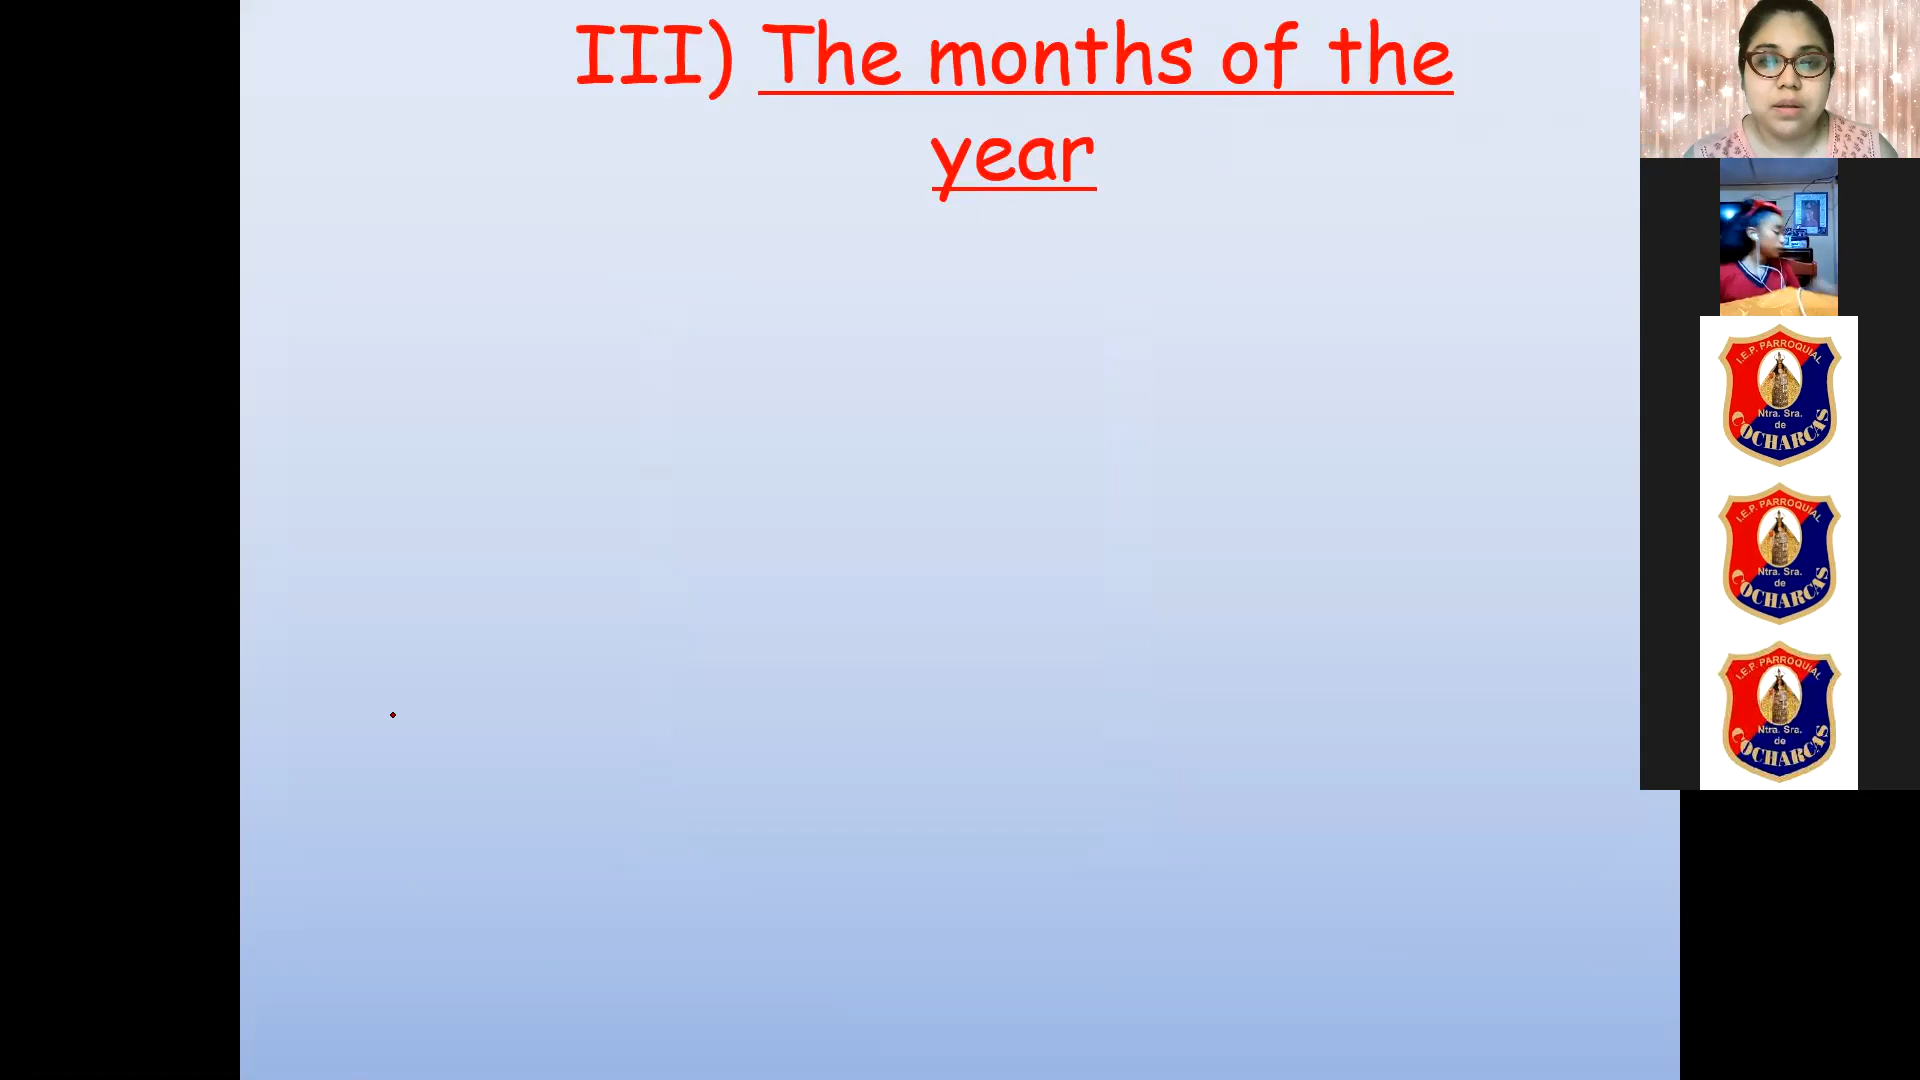 III) The months of the
year
I.E.P. PARROQUIAL
Ntra. Sra.
de
COCHARCAS
I.E.P. PARROQUIAL
Ntra. Sra.
de
COCHARCAS
I.E.P. PARROQUIAL
Ntra. Sra.
de
COCHARCAS